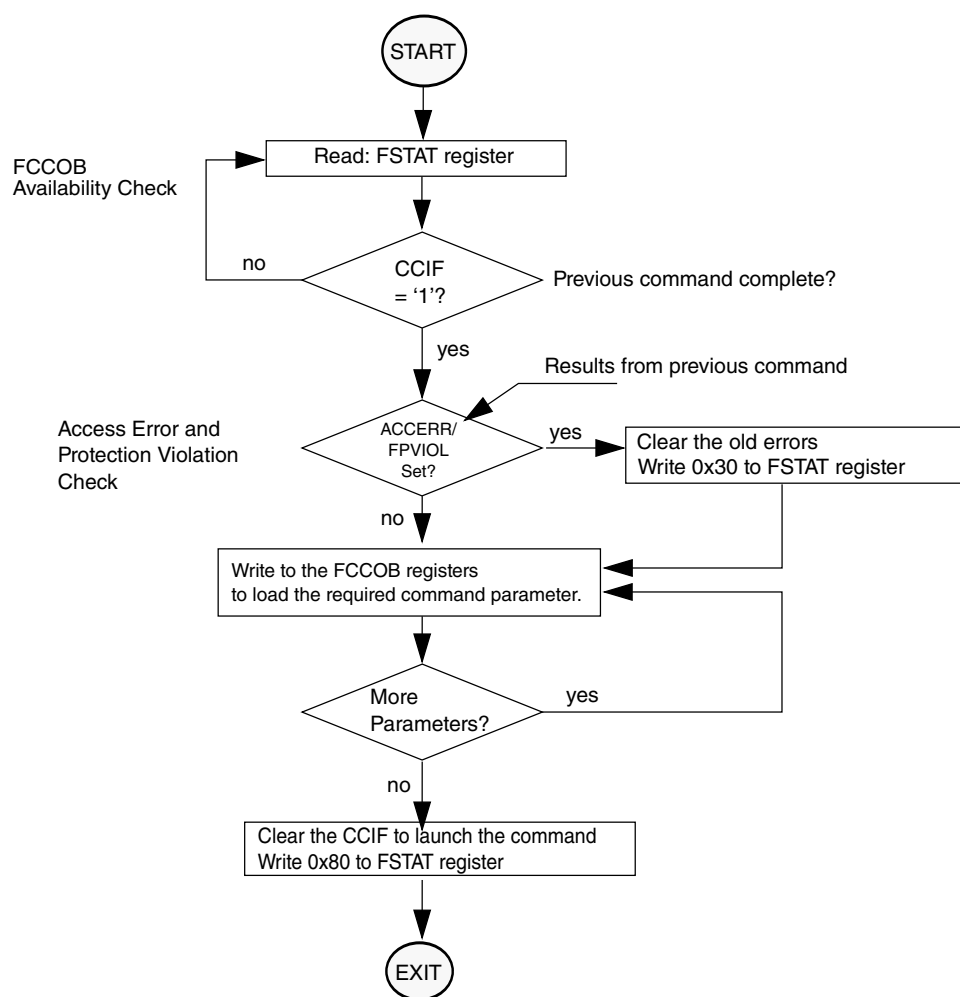 START
Read: FSTAT register
FCCOB
Availability Check
no
CCIF
= ‘1’?
Previous command complete?
yes
Results from previous command
Access Error and
Protection Violation
Check
ACCERR/
FPVIOL
Set?
yes
Clear the old errors
Write 0x30 to FSTAT register
no
Write to the FCCOB registers
to load the required command parameter.
More
Parameters?
yes
no
Clear the CCIF to launch the command
Write 0x80 to FSTAT register
EXIT